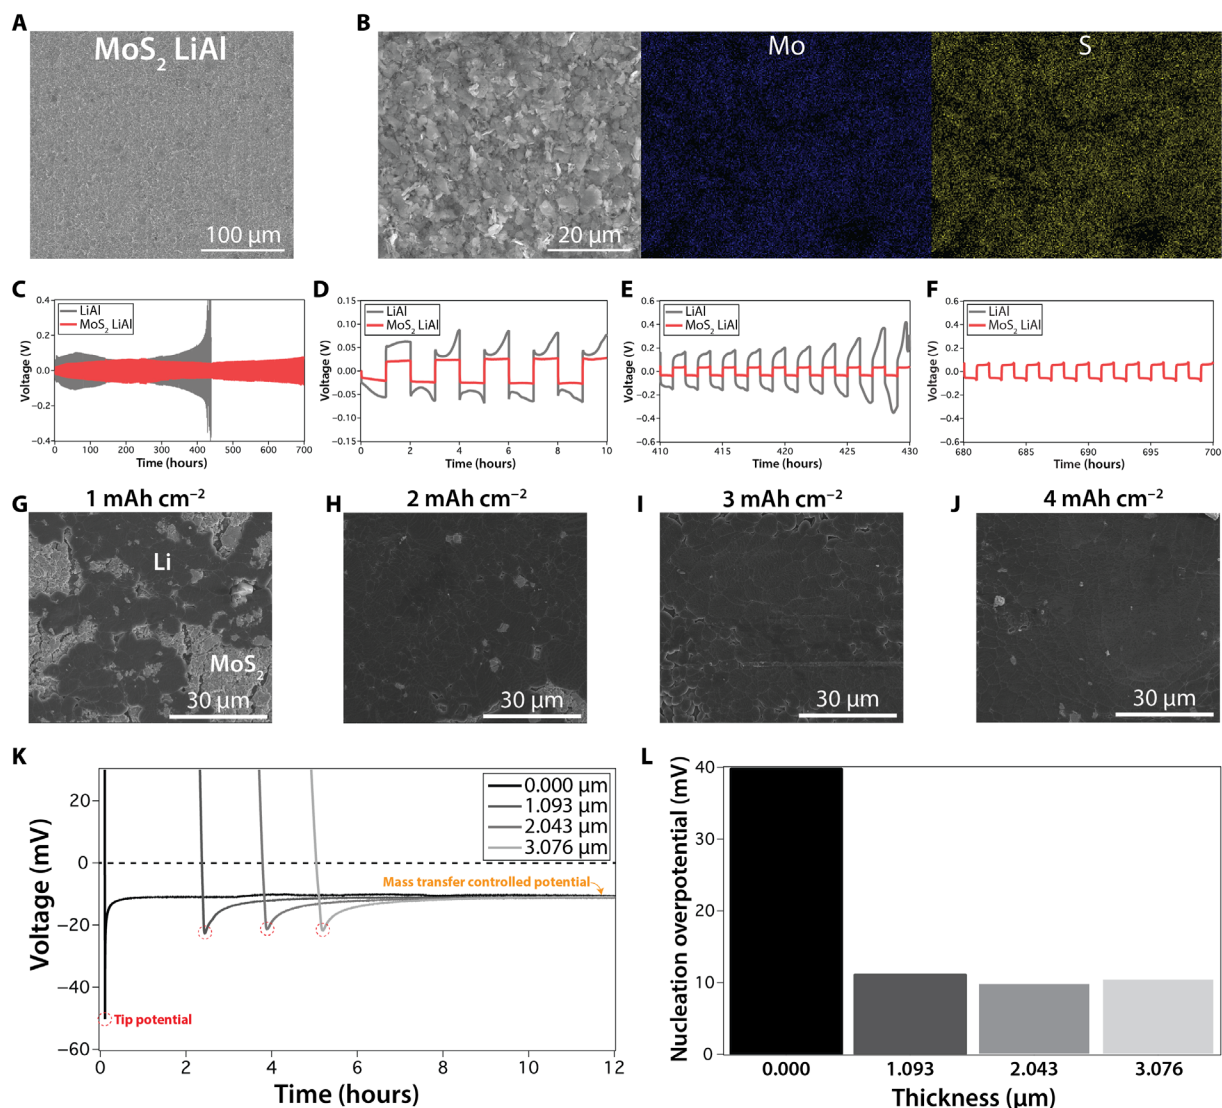 A
MoS2 LiAl
100 μm
B
20 μm
Mo
S
C
Voltage (V)
0.4
0.2
0.0
−0.2
−0.4
LiAl
MoS2 LiAl
0 100 200 300 400 500 600 700
Time (hours)
D
Voltage (V)
0.15
0.10
0.05
0.00
−0.05
−0.10
−0.15
LiAl
MoS2 LiAl
0 2 4 6 8 10
Time (hours)
E
Voltage (V)
0.6
0.4
0.2
0.0
−0.2
−0.4
−0.6
LiAl
MoS2 LiAl
410 415 420 425 430
Time (hours)
F
Voltage (V)
0.6
0.4
0.2
0.0
−0.2
−0.4
−0.6
LiAl
MoS2 LiAl
680 685 690 695 700
Time (hours)
G
1 mAh cm−2
Li
MoS2
30 μm
H
2 mAh cm−2
30 μm
I
3 mAh cm−2
30 μm
J
4 mAh cm−2
30 μm
K
Voltage (mV)
20
0
−20
−40
−60
0.000 μm
1.093 μm
2.043 μm
3.076 μm
Mass transfer controlled potential
Tip potential
0 2 4 6 8 10 12
Time (hours)
L
Nucleation overpotential (mV)
40
30
20
10
0
0.000 1.093 2.043 3.076
Thickness (μm)